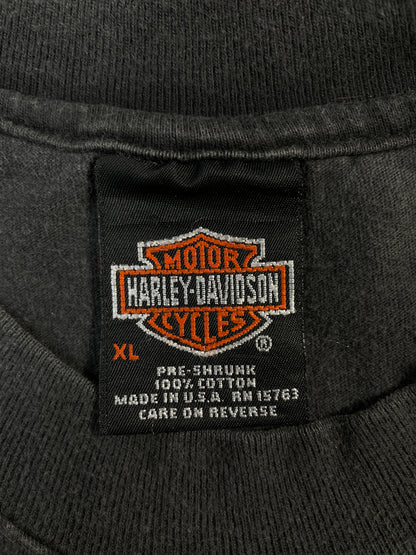 MOTOR
HARLEY-DAVIDSON
CYCLES
XL ®
PRE-SHRUNK
100% COTTON
MADE IN U.S.A. RN 15763
CARE ON REVERSE